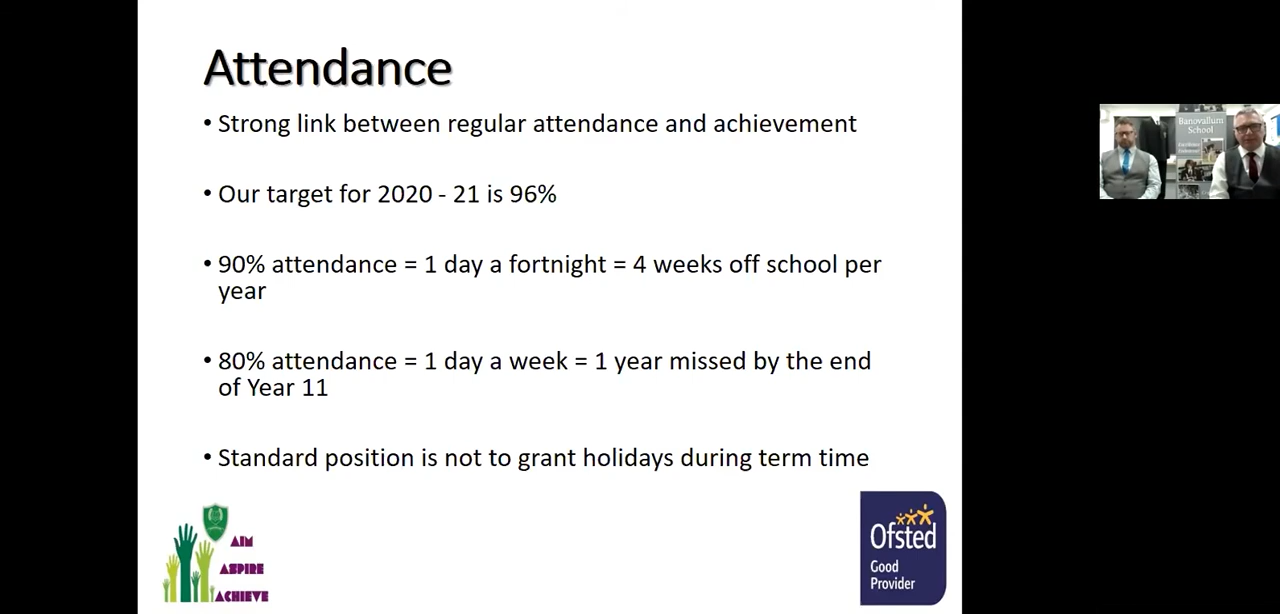 Attendance
• Strong link between regular attendance and achievement
• Our target for 2020 - 21 is 96%
• 90% attendance = 1 day a fortnight = 4 weeks off school per
year
• 80% attendance = 1 day a week = 1 year missed by the end
of Year 11
• Standard position is not to grant holidays during term time
AIM
ASPIRE
ACHIEVE
Ofsted
Good
Provider
Banovallum
School